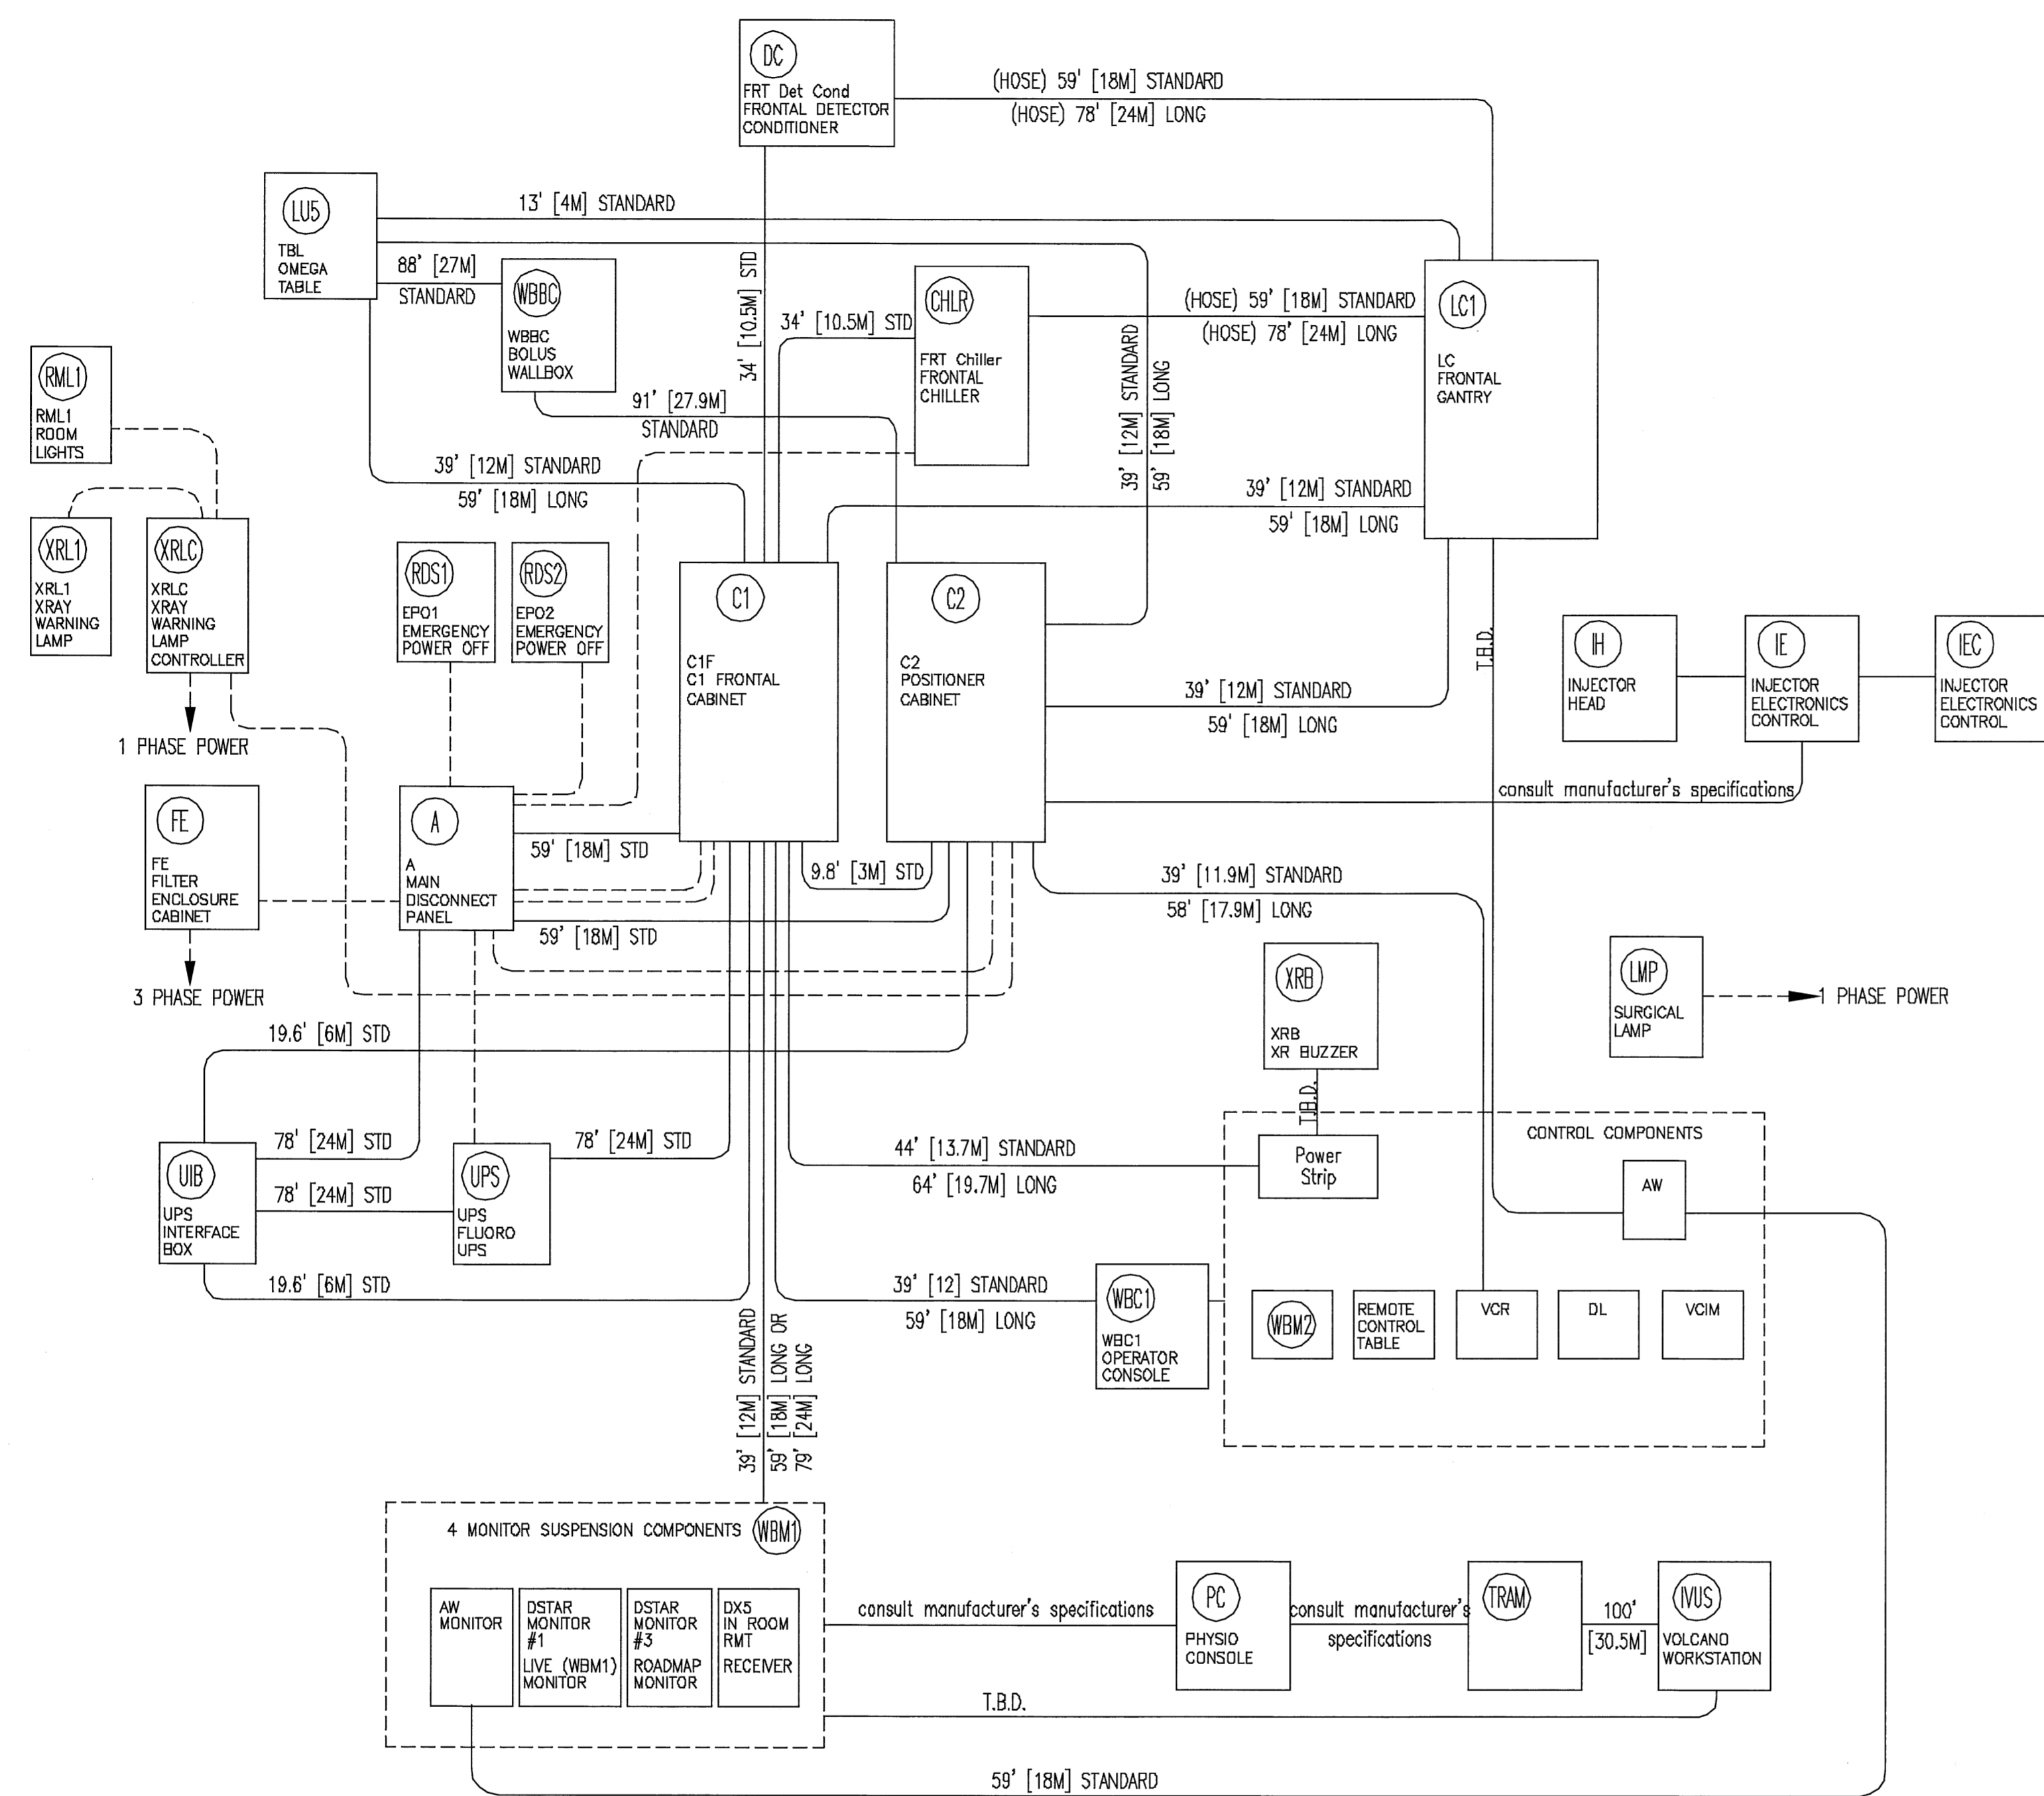 DC
FRT Det Cond
FRONTAL DETECTOR
CONDITIONER
(HOSE) 59' [18M] STANDARD
(HOSE) 78' [24M] LONG
LU5
TBL
OMEGA
TABLE
13' [4M] STANDARD
88' [27M]
STANDARD
WBBC
WBBC
BOLUS
WALLBOX
34' [10.5M] STD
34' [10.5M] STD
CHLR
FRT Chiller
FRONTAL
CHILLER
39' [12M] STANDARD
59' [18M] LONG
(HOSE) 59' [18M] STANDARD
(HOSE) 78' [24M] LONG
LC1
LC
FRONTAL
GANTRY
RML1
RML1
ROOM
LIGHTS
91' [27.9M]
STANDARD
39' [12M] STANDARD
59' [18M] LONG
39' [12M] STANDARD
59' [18M] LONG
XRL1
XRL1
XRAY
WARNING
LAMP
XRLC
XRLC
XRAY
WARNING
LAMP
CONTROLLER
RDS1
EPO1
EMERGENCY
POWER OFF
RDS2
EPO2
EMERGENCY
POWER OFF
C1
C1F
C1 FRONTAL
CABINET
C2
C2
POSITIONER
CABINET
T.B.D.
IH
INJECTOR
HEAD
IE
INJECTOR
ELECTRONICS
CONTROL
IEC
INJECTOR
ELECTRONICS
CONTROL
39' [12M] STANDARD
59' [18M] LONG
1 PHASE POWER
consult manufacturer's specifications
FE
FE
FILTER
ENCLOSURE
CABINET
A
A
MAIN
DISCONNECT
PANEL
59' [18M] STD
9.8' [3M] STD
39' [11.9M] STANDARD
58' [17.9M] LONG
59' [18M] STD
3 PHASE POWER
XRB
XRB
XR BUZZER
LMP
SURGICAL
LAMP
1 PHASE POWER
19.6' [6M] STD
T.B.D.
CONTROL COMPONENTS
78' [24M] STD
78' [24M] STD
44' [13.7M] STANDARD
64' [19.7M] LONG
Power
Strip
AW
UIB
UPS
INTERFACE
BOX
78' [24M] STD
UPS
UPS
FLUORO
UPS
19.6' [6M] STD
39' [12] STANDARD
59' [18M] LONG
WBC1
WBC1
OPERATOR
CONSOLE
WBM2
REMOTE
CONTROL
TABLE
VCR
DL
VCIM
39' [12M] STANDARD
59' [18M] LONG OR
79' [24M] LONG
4 MONITOR SUSPENSION COMPONENTS
WBM1
AW
MONITOR
DSTAR
MONITOR
#1
LIVE (WBM1)
MONITOR
DSTAR
MONITOR
#3
ROADMAP
MONITOR
DX5
IN ROOM
RMT
RECEIVER
consult manufacturer's specifications
PC
PHYSIO
CONSOLE
consult manufacturer's
specifications
TRAM
100'
[30.5M]
IVUS
VOLCANO
WORKSTATION
T.B.D.
59' [18M] STANDARD